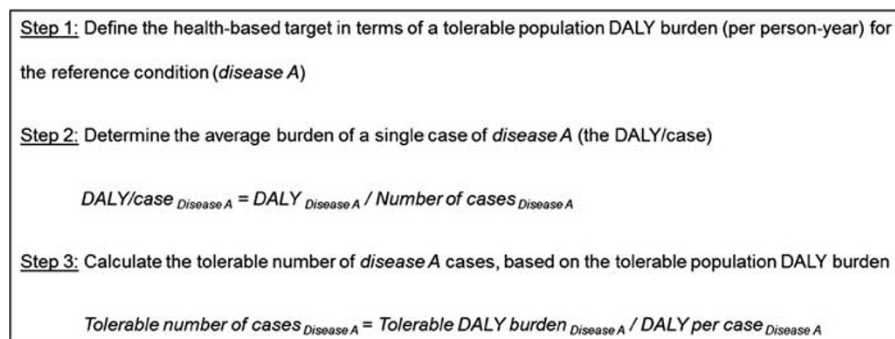 Step 1: Define the health-based target in terms of a tolerable population DALY burden (per person-year) for
the reference condition (disease A)
Step 2: Determine the average burden of a single case of disease A (the DALY/case)
DALY/case Disease A = DALY Disease A / Number of cases Disease A
Step 3: Calculate the tolerable number of disease A cases, based on the tolerable population DALY burden
Tolerable number of cases Disease A = Tolerable DALY burden Disease A / DALY per case Disease A